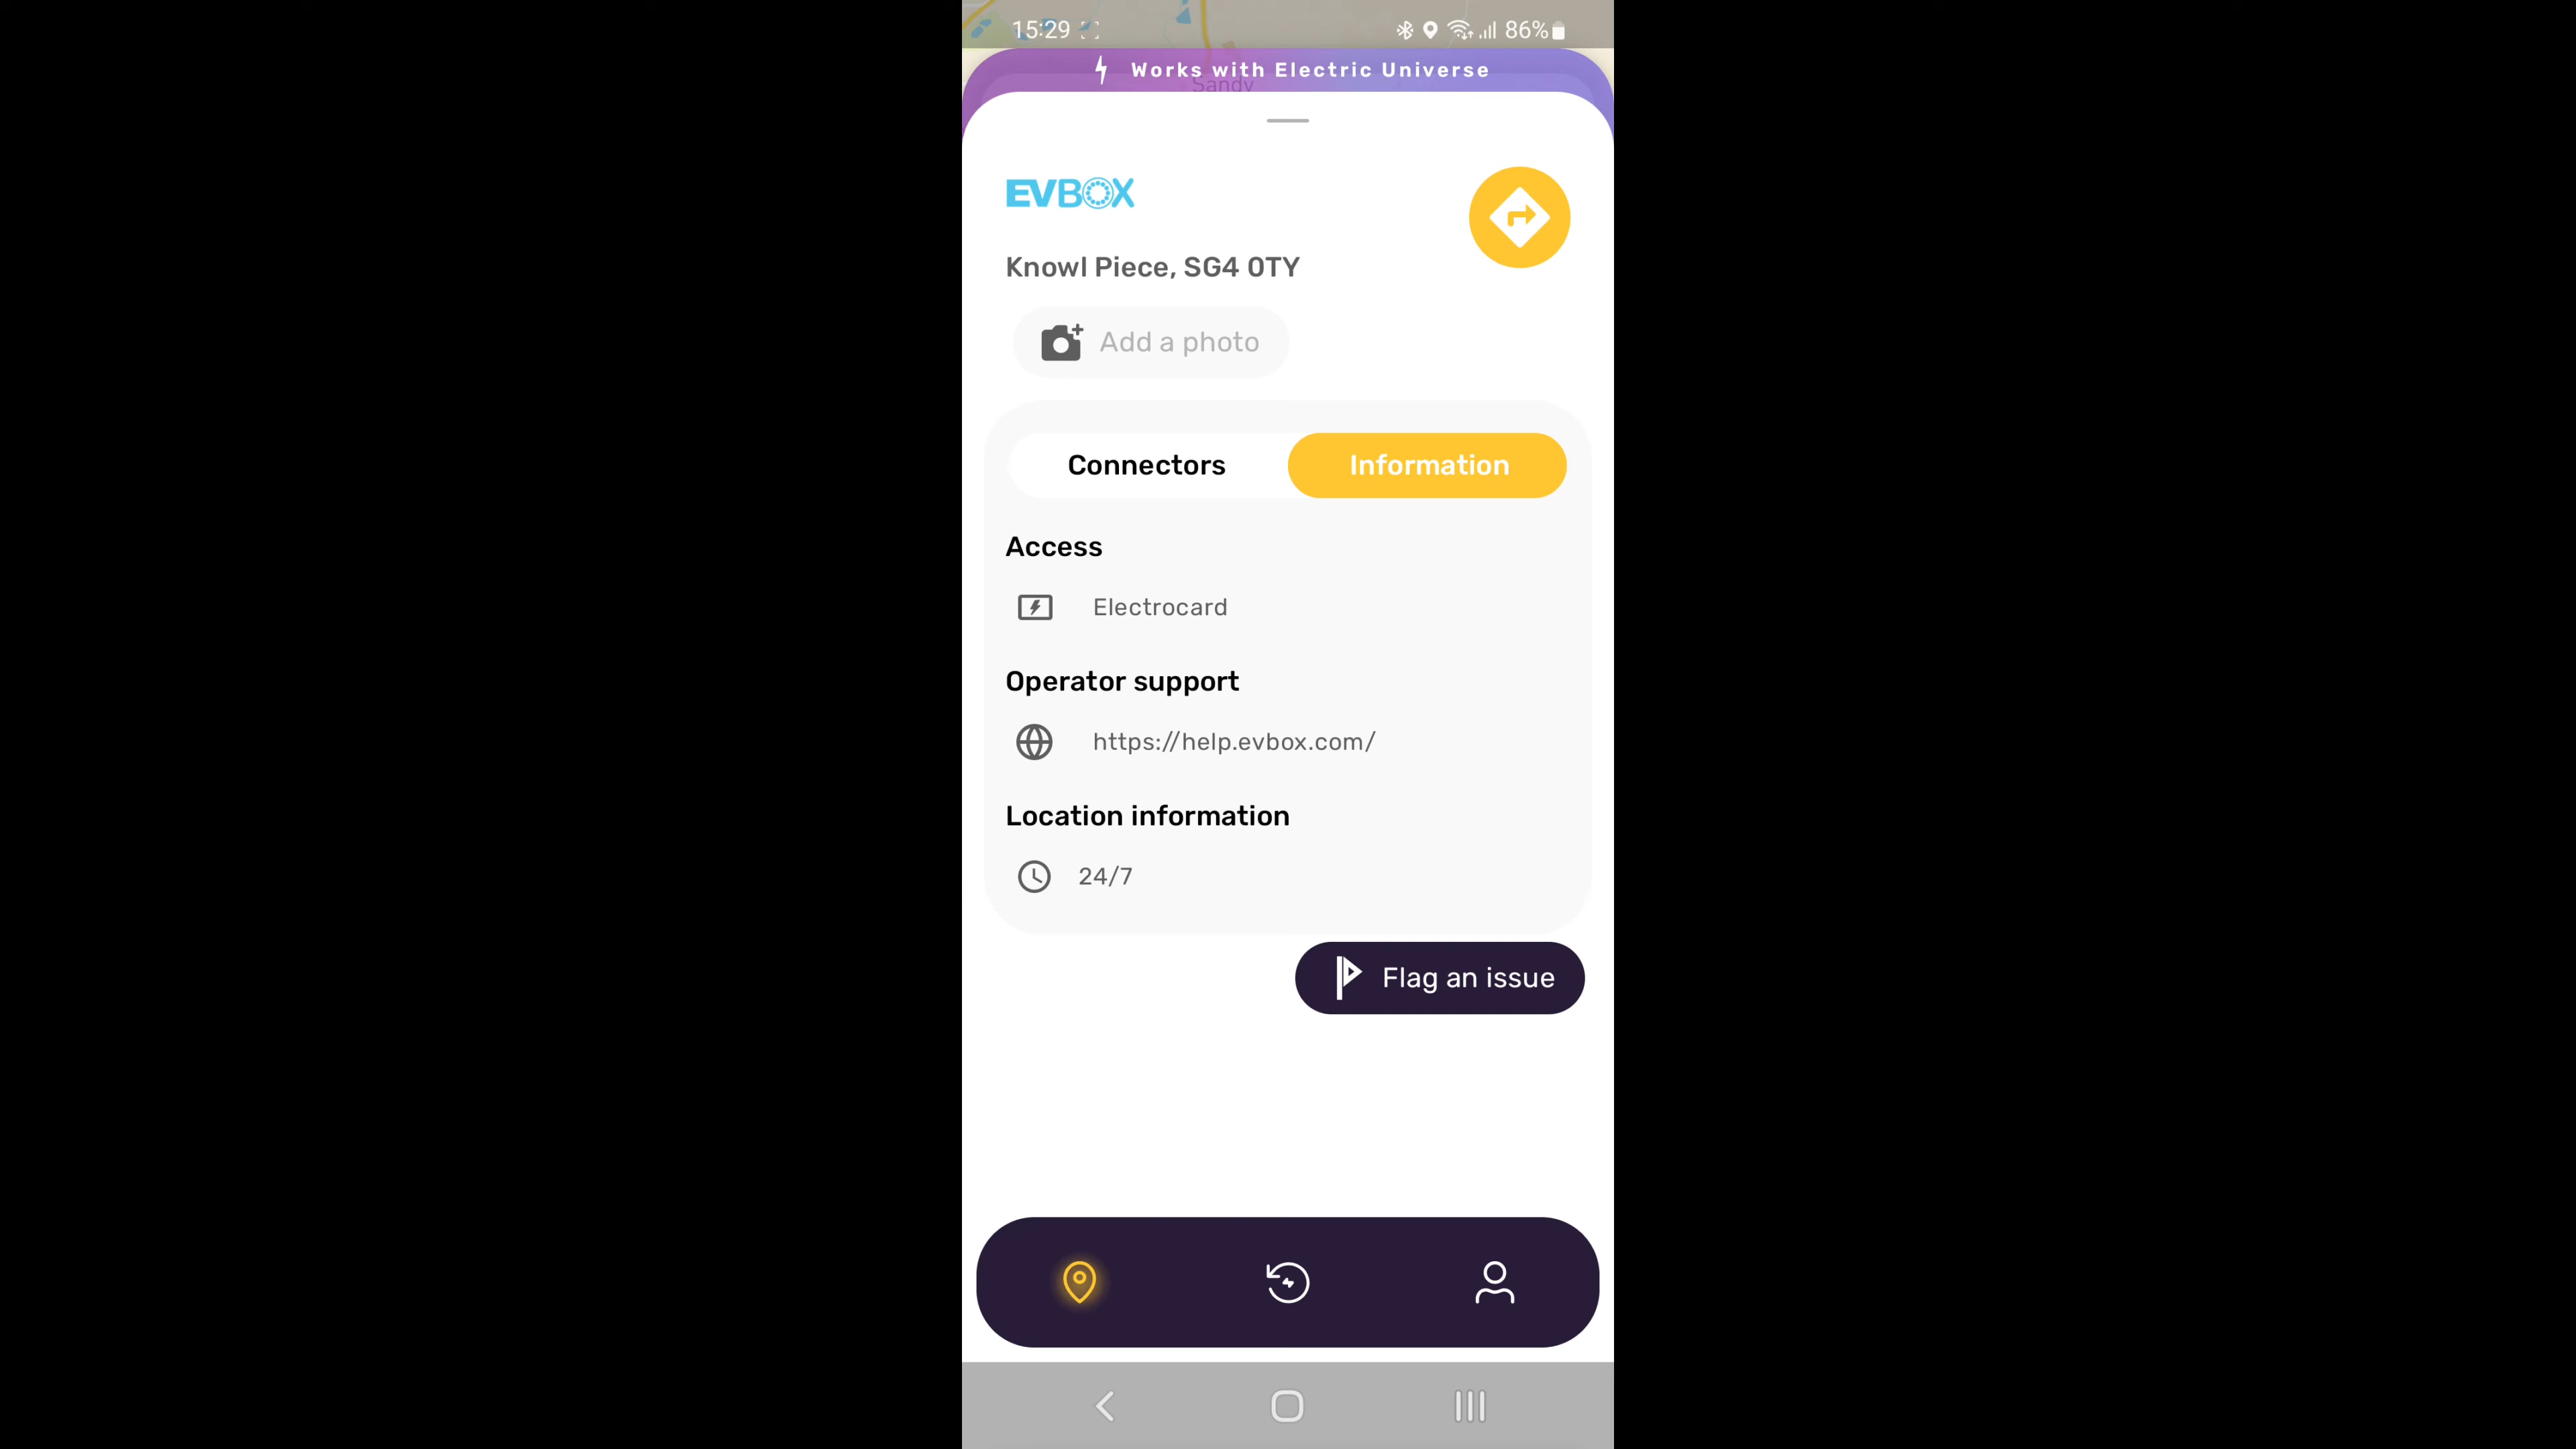 15:29 86%
Works with Electric Universe
Sandy
EVBOX
Knowl Piece, SG4 0TY
Add a photo
Connectors Information
Access
Electrocard
Operator support
https://help.evbox.com/
Location information
24/7
Flag an issue